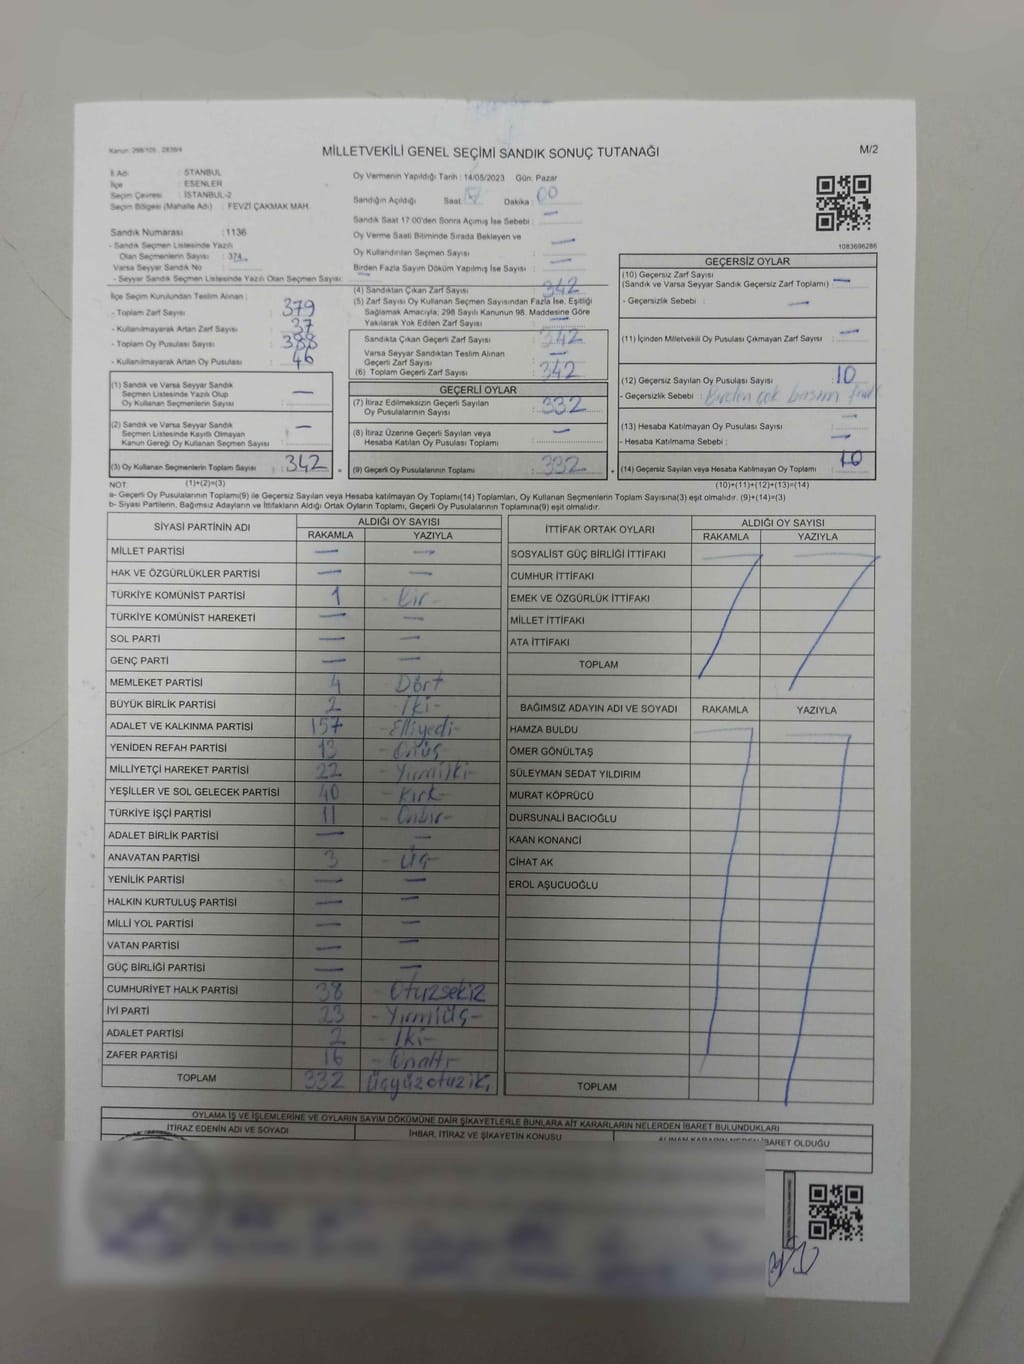 Kanun: 298/105 , 2839/4
MİLLETVEKİLİ GENEL SEÇİMİ SANDIK SONUÇ TUTANAĞI
M/2
İl Adı : İSTANBUL
İlçe : ESENLER
Seçim Çevresi : İSTANBUL-2
Seçim Bölgesi (Mahalle Adı) : FEVZİ ÇAKMAK MAH.
Sandık Numarası : 1136
- Sandık Seçmen Listesinde Yazılı
Olan Seçmenlerin Sayısı : 374
Varsa Seyyar Sandık No :
- Seyyar Sandık Seçmen Listesinde Yazılı Olan Seçmen Sayısı: —
Oy Vermenin Yapıldığı Tarih : 14/05/2023 Gün: Pazar
Sandığın Açıldığı Saat : 17 Dakika : 00
Sandık Saat 17:00'den Sonra Açılmış İse Sebebi : —
Oy Verme Saati Bitiminde Sırada Bekleyen ve
Oy Kullandırılan Seçmen Sayısı : —
Birden Fazla Sayım Döküm Yapılmış İse Sayısı : —
1083696286
İlçe Seçim Kurulundan Teslim Alınan :
- Toplam Zarf Sayısı : 379
- Kullanılmayarak Artan Zarf Sayısı : 37
- Toplam Oy Pusulası : 388
- Kullanılmayarak Artan Oy Pusulası : 46
(4) Sandıktan Çıkan Zarf Sayısı : 342
(5) Zarf Sayısı Oy Kullanan Seçmen Sayısından Fazla İse, Eşitliği
Sağlamak Amacıyla; 298 Sayılı Kanunun 98. Maddesine Göre
Yakılarak Yok Edilen Zarf Sayısı : —
Sandıkta Çıkan Geçerli Zarf Sayısı : 342
Varsa Seyyar Sandıktan Teslim Alınan
Geçerli Zarf Sayısı : —
(6) Toplam Geçerli Zarf Sayısı : 342
GEÇERSİZ OYLAR
(10) Geçersiz Zarf Sayısı
(Sandık ve Varsa Seyyar Sandık Geçersiz Zarf Toplamı) : —
- Geçersizlik Sebebi : —
(11) İçinden Milletvekili Oy Pusulası Çıkmayan Zarf Sayısı : —
(12) Geçersiz Sayılan Oy Pusulası Sayısı : 10
- Geçersizlik Sebebi : Birden çok basım
(13) Hesaba Katılmayan Oy Pusulası Sayısı : —
- Hesaba Katılmama Sebebi : —
(14) Geçersiz Sayılan veya Hesaba Katılmayan Oy Toplamı : 10
(1) Sandık ve Varsa Seyyar Sandık
Seçmen Listesinde Yazılı Olup
Oy Kullanan Seçmenlerin Sayısı : —
(2) Sandık ve Varsa Seyyar Sandık
Seçmen Listesinde Kayıtlı Olmayan
Kanun Gereği Oy Kullanan Seçmen Sayısı : —
(3) Oy Kullanan Seçmenlerin Toplam Sayısı : 342 =
GEÇERLİ OYLAR
(7) İtiraz Edilmeksizin Geçerli Sayılan
Oy Pusulalarının Sayısı : 332
(8) İtiraz Üzerine Geçerli Sayılan veya
Hesaba Katılan Oy Pusulası Sayısı : —
(9) Geçerli Oy Pusulalarının Toplamı : 332 +
NOT: (1)+(2)=(3)
(10)+(11)+(12)+(13)=(14)
a- Geçerli Oy Pusulalarının Toplamı(9) ile Geçersiz Sayılan veya Hesaba katılmayan Oy Toplamı(14) Toplamları, Oy Kullanan Seçmenlerin Toplam Sayısına(3) eşit olmalıdır. (9)+(14)=(3)
b- Siyasi Partilerin, Bağımsız Adayların ve İttifakların Aldığı Ortak Oyların Toplamı, Geçerli Oy Pusulalarının Toplamına(9) eşit olmalıdır.
SİYASİ PARTİNİN ADI ALDIĞI OY SAYISI
RAKAMLA YAZIYLA
MİLLET PARTİSİ — —
HAK VE ÖZGÜRLÜKLER PARTİSİ — —
TÜRKİYE KOMÜNİST PARTİSİ 1 - Bir -
TÜRKİYE KOMÜNİST HAREKETİ — —
SOL PARTİ — —
GENÇ PARTİ — —
MEMLEKET PARTİSİ 4 - Dört
BÜYÜK BİRLİK PARTİSİ 2 - İki -
ADALET VE KALKINMA PARTİSİ 157 - Elliyedi -
YENİDEN REFAH PARTİSİ 13 - Onüç -
MİLLİYETÇİ HAREKET PARTİSİ 22 - Yirmiiki -
YEŞİLLER VE SOL GELECEK PARTİSİ 40 - Kırk -
TÜRKİYE İŞÇİ PARTİSİ 11 - Onbir -
ADALET BİRLİK PARTİSİ — —
ANAVATAN PARTİSİ 3 - Üç -
YENİLİK PARTİSİ — —
HALKIN KURTULUŞ PARTİSİ — —
MİLLİ YOL PARTİSİ — —
VATAN PARTİSİ — —
GÜÇ BİRLİĞİ PARTİSİ — —
CUMHURİYET HALK PARTİSİ 38 - Otuzsekiz
İYİ PARTİ 23 - Yirmiüç -
ADALET PARTİSİ 2 - İki -
ZAFER PARTİSİ 16 - Onaltı -
TOPLAM 332 Üçyüzotuziki
İTTİFAK ORTAK OYLARI ALDIĞI OY SAYISI
RAKAMLA YAZIYLA
SOSYALİST GÜÇ BİRLİĞİ İTTİFAKI
CUMHUR İTTİFAKI
EMEK VE ÖZGÜRLÜK İTTİFAKI
MİLLET İTTİFAKI
ATA İTTİFAKI
TOPLAM
BAĞIMSIZ ADAYIN ADI VE SOYADI RAKAMLA YAZIYLA
HAMZA BULDU
ÖMER GÖNÜLTAŞ
SÜLEYMAN SEDAT YILDIRIM
MURAT KÖPRÜCÜ
DURSUNALİ BACIOĞLU
KAAN KONANCİ
CİHAT AK
EROL AŞUCUOĞLU
TOPLAM
OYLAMA İŞ VE İŞLEMLERİNE VE OYLARIN SAYIM DÖKÜMÜNE DAİR ŞİKAYETLERLE BUNLARA AİT KARARLARIN NELERDEN İBARET BULUNDUKLARI
İTİRAZ EDENİN ADI VE SOYADI İHBAR, İTİRAZ VE ŞİKAYETİN KONUSU ALINAN KARARIN NEDEN İBARET OLDUĞU